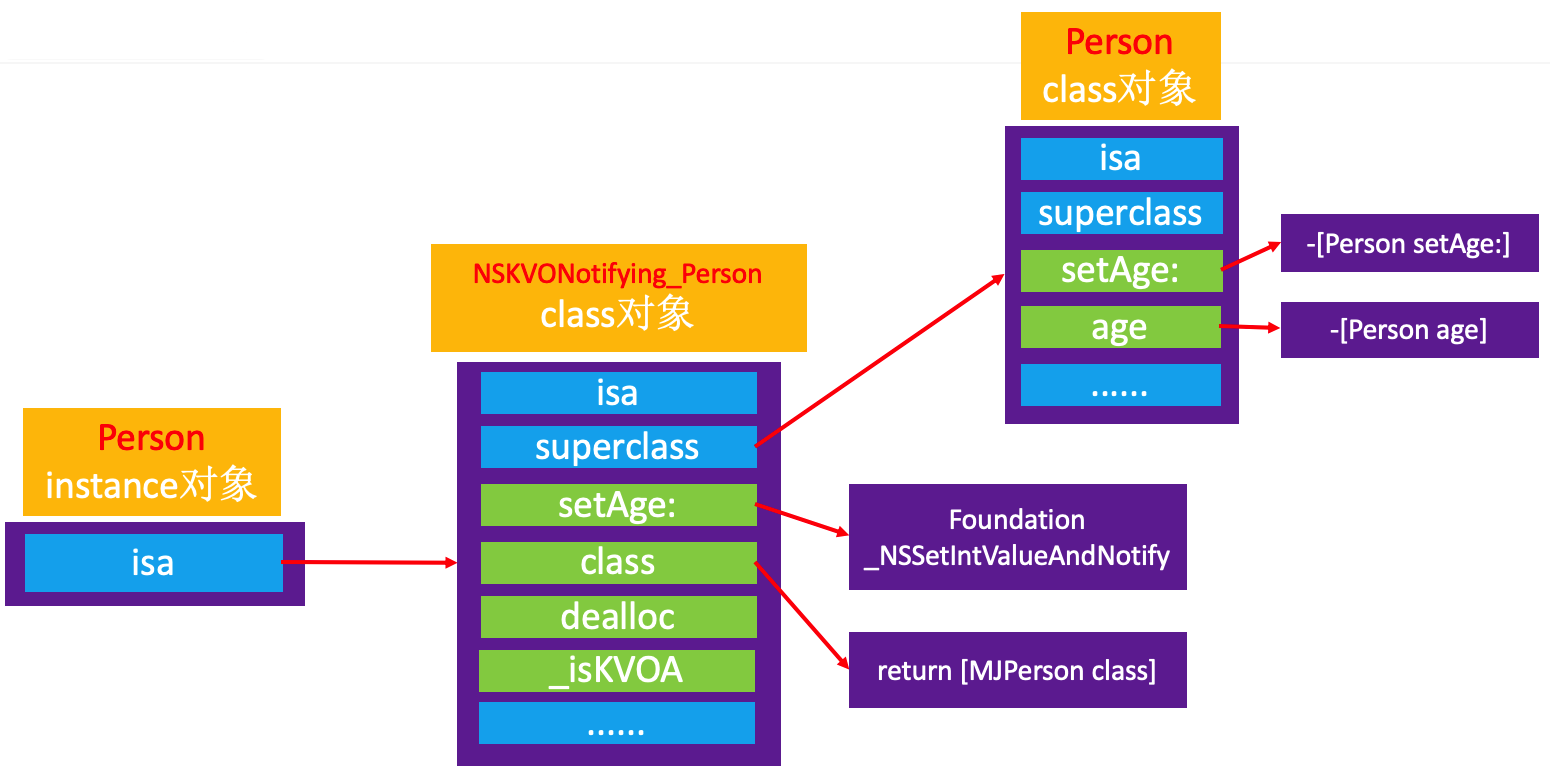 Person
instance对象
isa
NSKVONotifying_Person
class对象
isa
superclass
setAge:
class
dealloc
_isKVOA
......
Foundation
_NSSetIntValueAndNotify
return [MJPerson class]
Person
class对象
isa
superclass
setAge:
age
......
-[Person setAge:]
-[Person age]